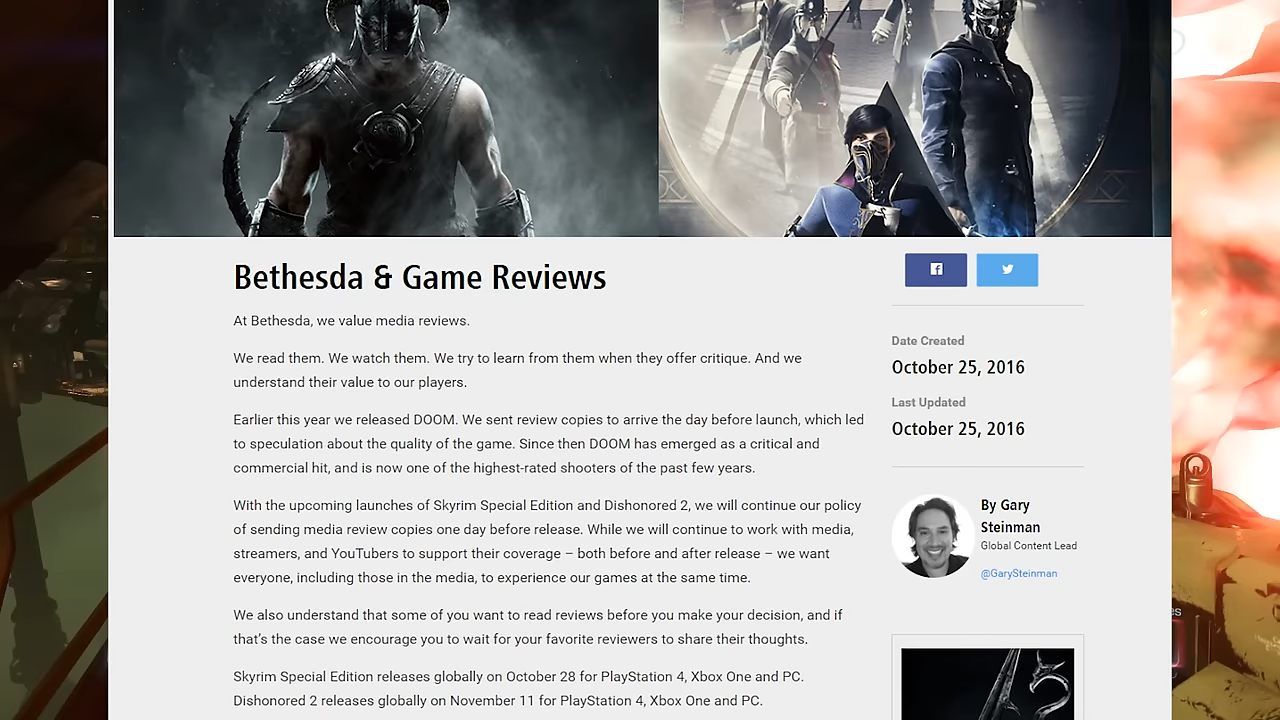 Bethesda & Game Reviews
At Bethesda, we value media reviews.
We read them. We watch them. We try to learn from them when they offer critique. And we
understand their value to our players.
Earlier this year we released DOOM. We sent review copies to arrive the day before launch, which led
to speculation about the quality of the game. Since then DOOM has emerged as a critical and
commercial hit, and is now one of the highest-rated shooters of the past few years.
With the upcoming launches of Skyrim Special Edition and Dishonored 2, we will continue our policy
of sending media review copies one day before release. While we will continue to work with media,
streamers, and YouTubers to support their coverage – both before and after release – we want
everyone, including those in the media, to experience our games at the same time.
We also understand that some of you want to read reviews before you make your decision, and if
that's the case we encourage you to wait for your favorite reviewers to share their thoughts.
Skyrim Special Edition releases globally on October 28 for PlayStation 4, Xbox One and PC.
Dishonored 2 releases globally on November 11 for PlayStation 4, Xbox One and PC.
Date Created
October 25, 2016
Last Updated
October 25, 2016
By Gary
Steinman
Global Content Lead
@GarySteinman